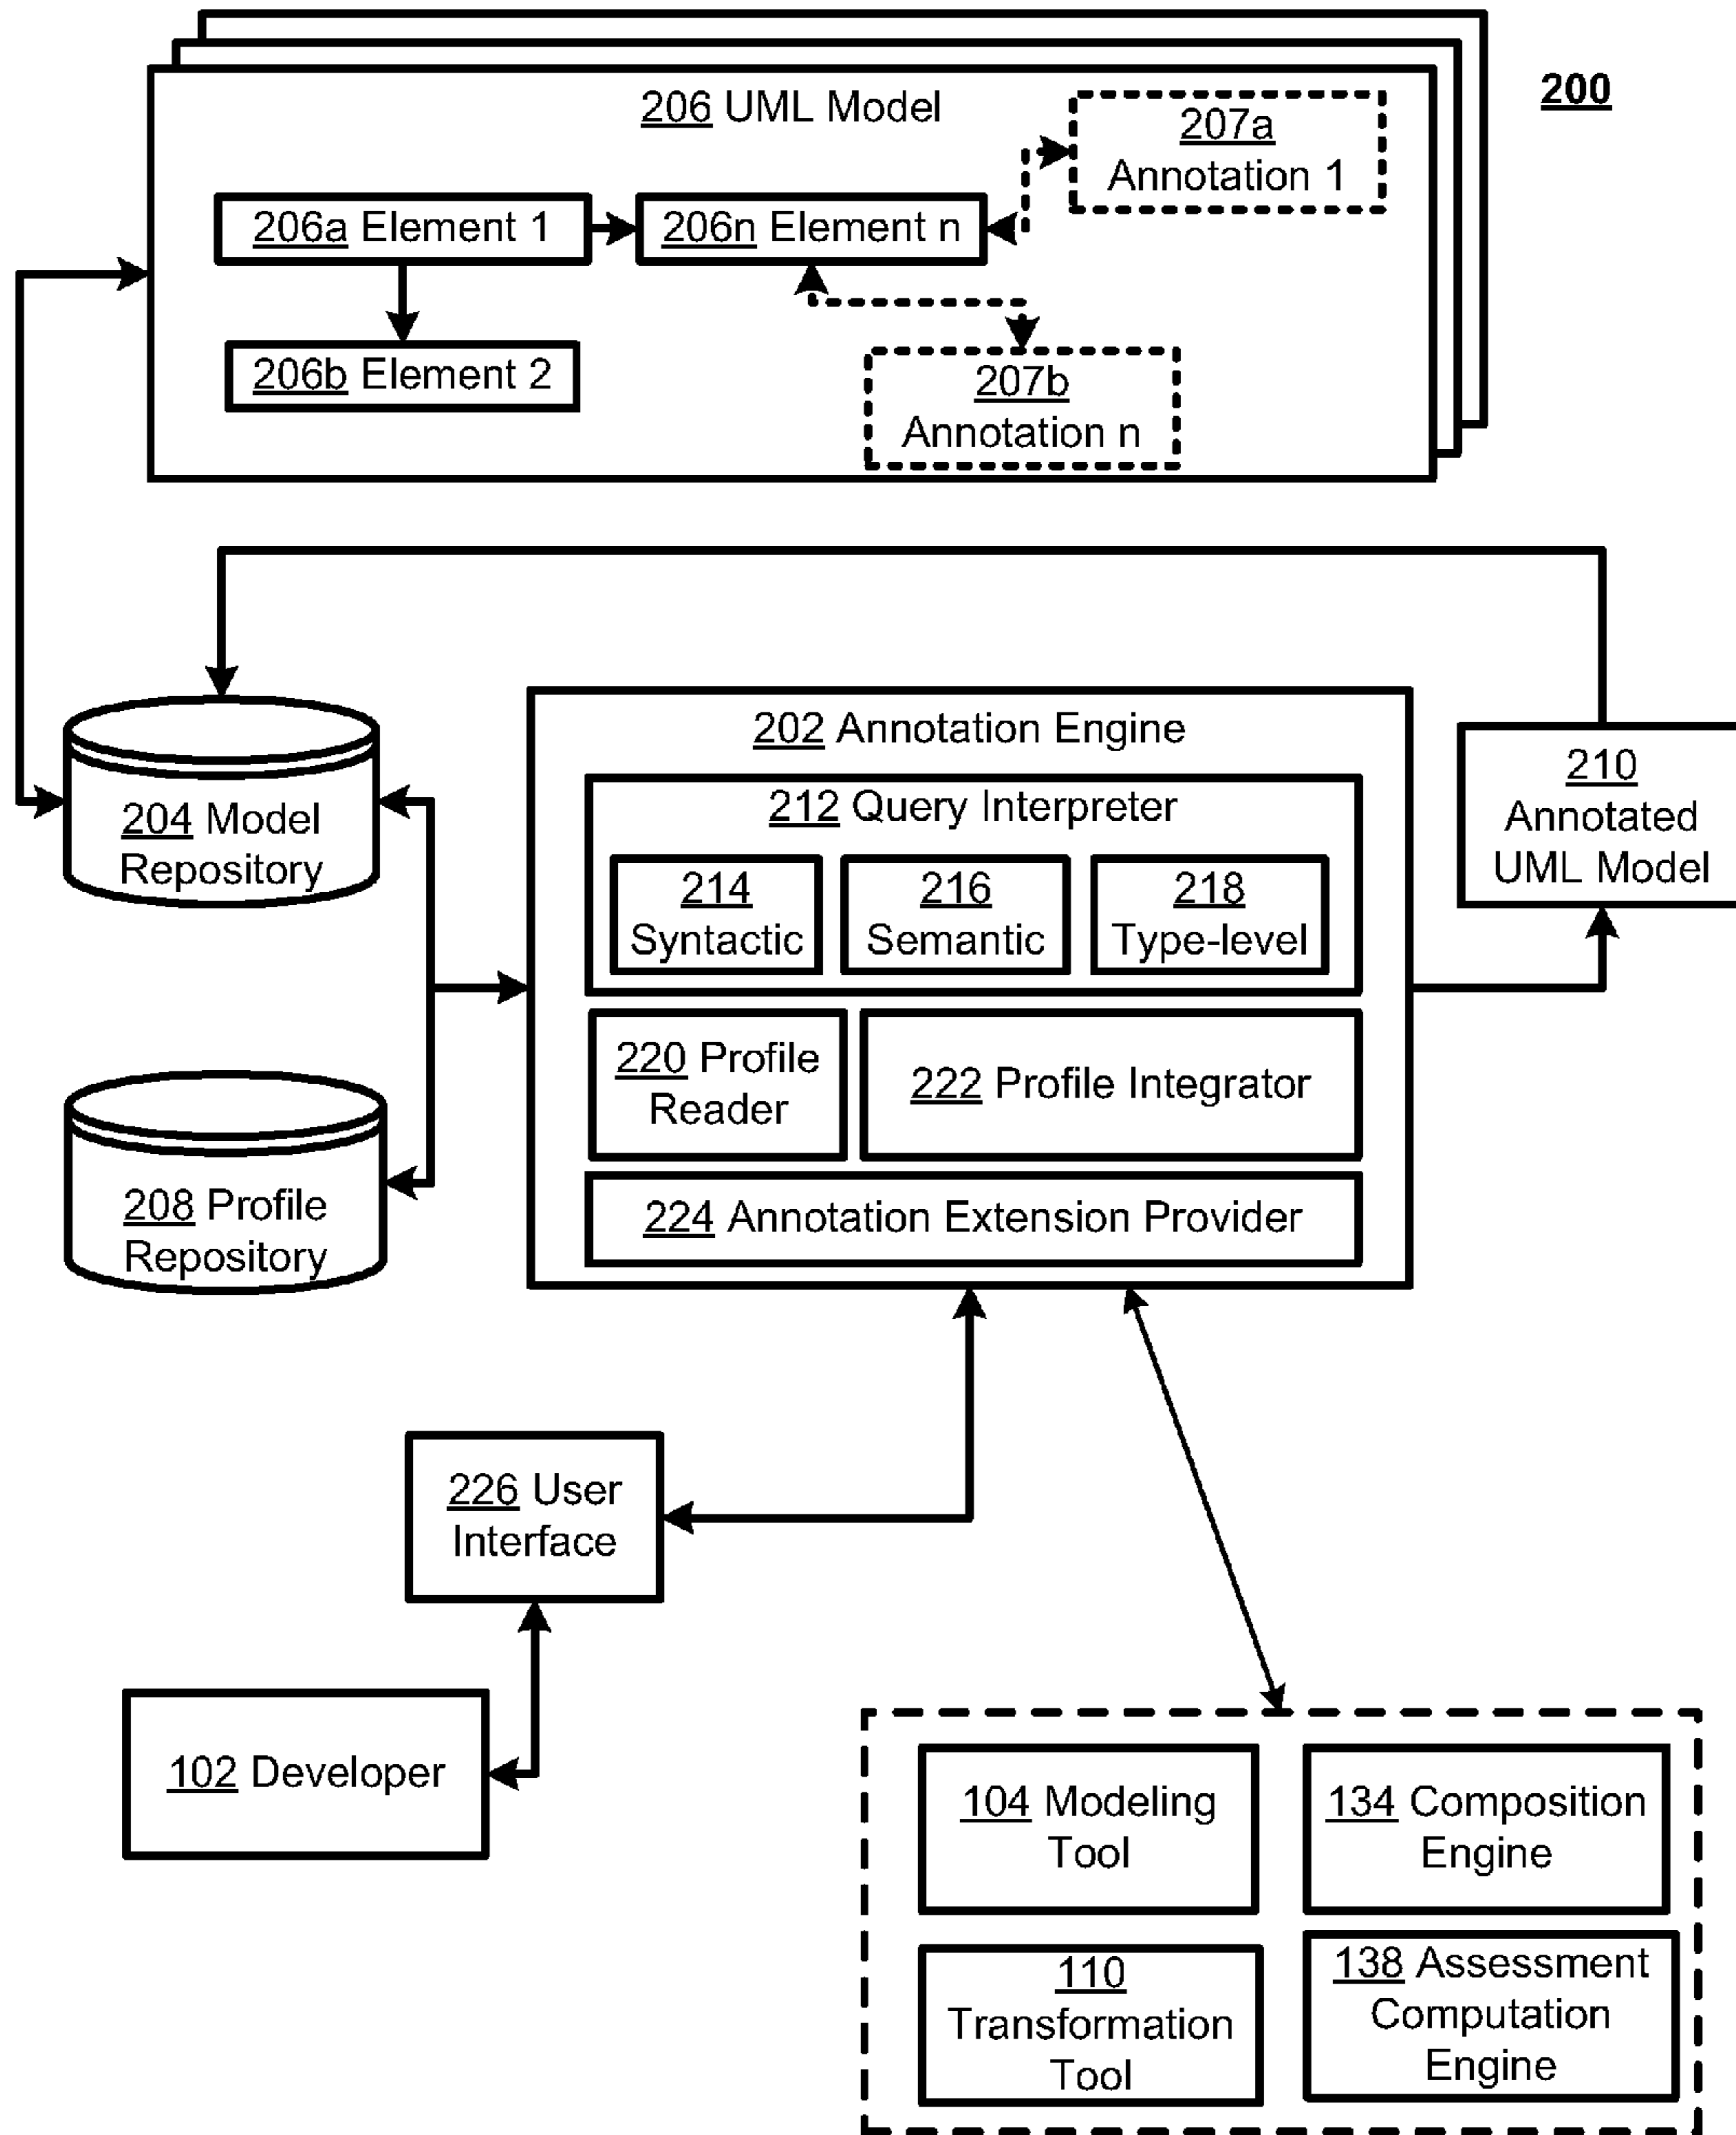 200
206 UML Model
207a
Annotation 1
206a Element 1
206n Element n
206b Element 2
207b
Annotation n
204 Model
Repository
202 Annotation Engine
212 Query Interpreter
214
Syntactic
216
Semantic
218
Type-level
210
Annotated
UML Model
220 Profile
Reader
222 Profile Integrator
208 Profile
Repository
224 Annotation Extension Provider
226 User
Interface
102 Developer
104 Modeling
Tool
134 Composition
Engine
110
Transformation
Tool
138 Assessment
Computation
Engine